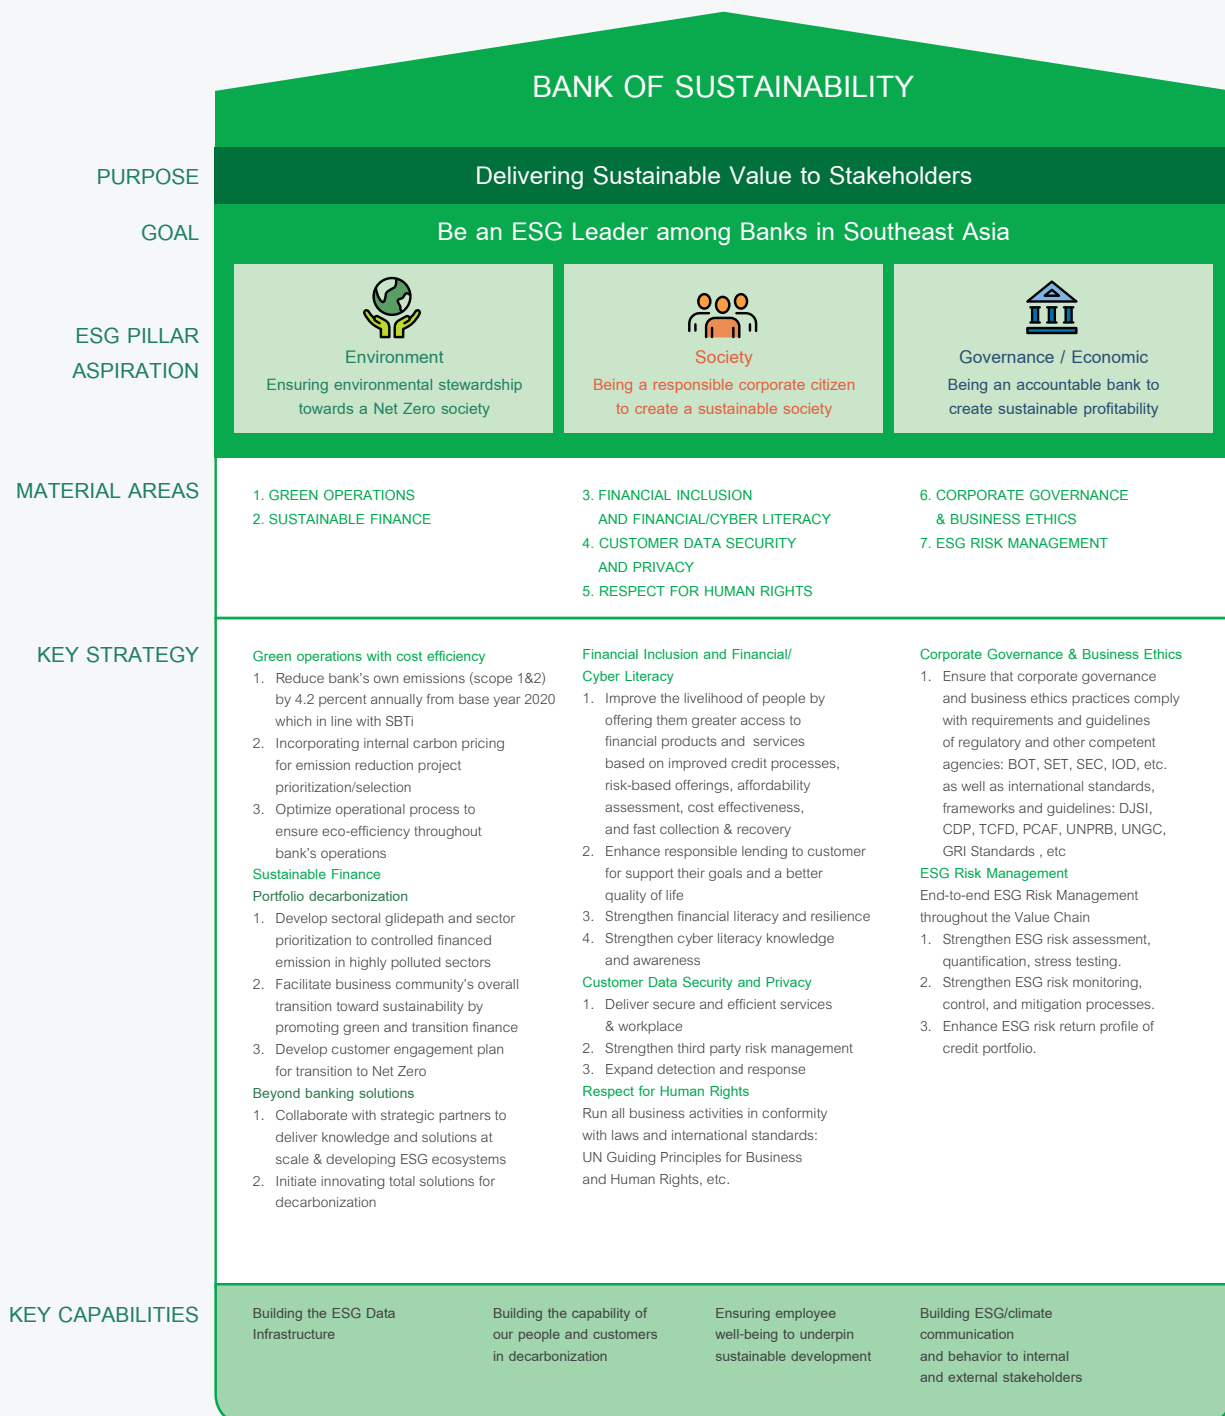 BANK OF SUSTAINABILITY
PURPOSE
Delivering Sustainable Value to Stakeholders
GOAL
Be an ESG Leader among Banks in Southeast Asia
ESG PILLAR
ASPIRATION
Environment
Ensuring environmental stewardship
towards a Net Zero society
Society
Being a responsible corporate citizen
to create a sustainable society
Governance / Economic
Being an accountable bank to
create sustainable profitability
MATERIAL AREAS
1. GREEN OPERATIONS
2. SUSTAINABLE FINANCE
3. FINANCIAL INCLUSION
AND FINANCIAL/CYBER LITERACY
4. CUSTOMER DATA SECURITY
AND PRIVACY
5. RESPECT FOR HUMAN RIGHTS
6. CORPORATE GOVERNANCE
& BUSINESS ETHICS
7. ESG RISK MANAGEMENT
KEY STRATEGY
Green operations with cost efficiency
1. Reduce bank's own emissions (scope 1&2)
by 4.2 percent annually from base year 2020
which in line with SBTi
2. Incorporating internal carbon pricing
for emission reduction project
prioritization/selection
3. Optimize operational process to
ensure eco-efficiency throughout
bank's operations
Sustainable Finance
Portfolio decarbonization
1. Develop sectoral glidepath and sector
prioritization to controlled financed
emission in highly polluted sectors
2. Facilitate business community's overall
transition toward sustainability by
promoting green and transition finance
3. Develop customer engagement plan
for transition to Net Zero
Beyond banking solutions
1. Collaborate with strategic partners to
deliver knowledge and solutions at
scale & developing ESG ecosystems
2. Initiate innovating total solutions for
decarbonization
Financial Inclusion and Financial/
Cyber Literacy
1. Improve the livelihood of people by
offering them greater access to
financial products and services
based on improved credit processes,
risk-based offerings, affordability
assessment, cost effectiveness,
and fast collection & recovery
2. Enhance responsible lending to customer
for support their goals and a better
quality of life
3. Strengthen financial literacy and resilience
4. Strengthen cyber literacy knowledge
and awareness
Customer Data Security and Privacy
1. Deliver secure and efficient services
& workplace
2. Strengthen third party risk management
3. Expand detection and response
Respect for Human Rights
Run all business activities in conformity
with laws and international standards:
UN Guiding Principles for Business
and Human Rights, etc.
Corporate Governance & Business Ethics
1. Ensure that corporate governance
and business ethics practices comply
with requirements and guidelines
of regulatory and other competent
agencies: BOT, SET, SEC, IOD, etc.
as well as international standards,
frameworks and guidelines: DJSI,
CDP, TCFD, PCAF, UNPRB, UNGC,
GRI Standards , etc
ESG Risk Management
End-to-end ESG Risk Management
throughout the Value Chain
1. Strengthen ESG risk assessment,
quantification, stress testing.
2. Strengthen ESG risk monitoring,
control, and mitigation processes.
3. Enhance ESG risk return profile of
credit portfolio.
KEY CAPABILITIES
Building the ESG Data
Infrastructure
Building the capability of
our people and customers
in decarbonization
Ensuring employee
well-being to underpin
sustainable development
Building ESG/climate
communication
and behavior to internal
and external stakeholders